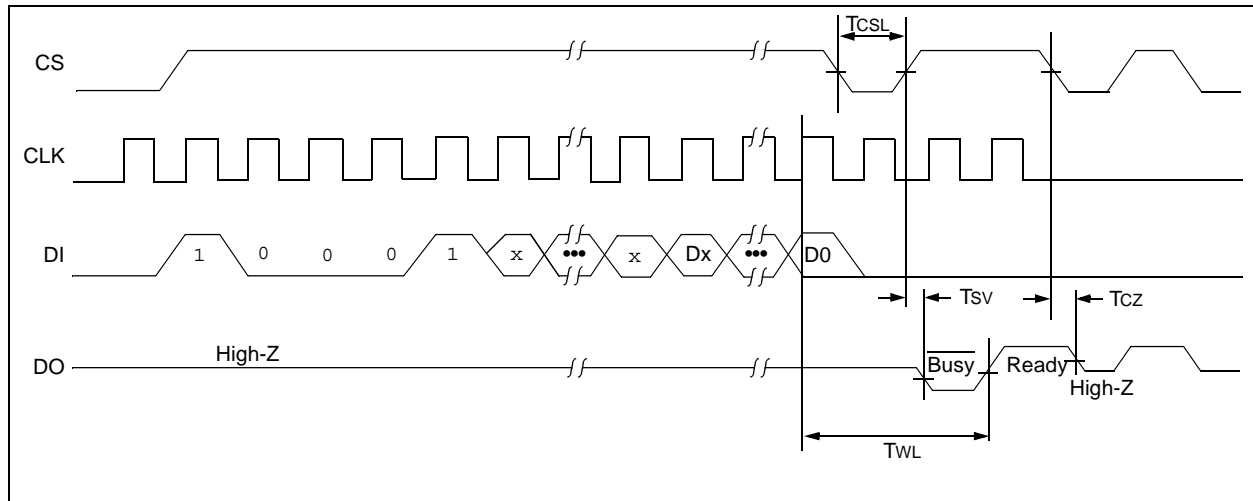 TCSL
CS
CLK
DI
1 0 0 0 1 x ••• x Dx ••• D0
TSV
TCZ
High-Z
DO
Busy
Ready
High-Z
TWL